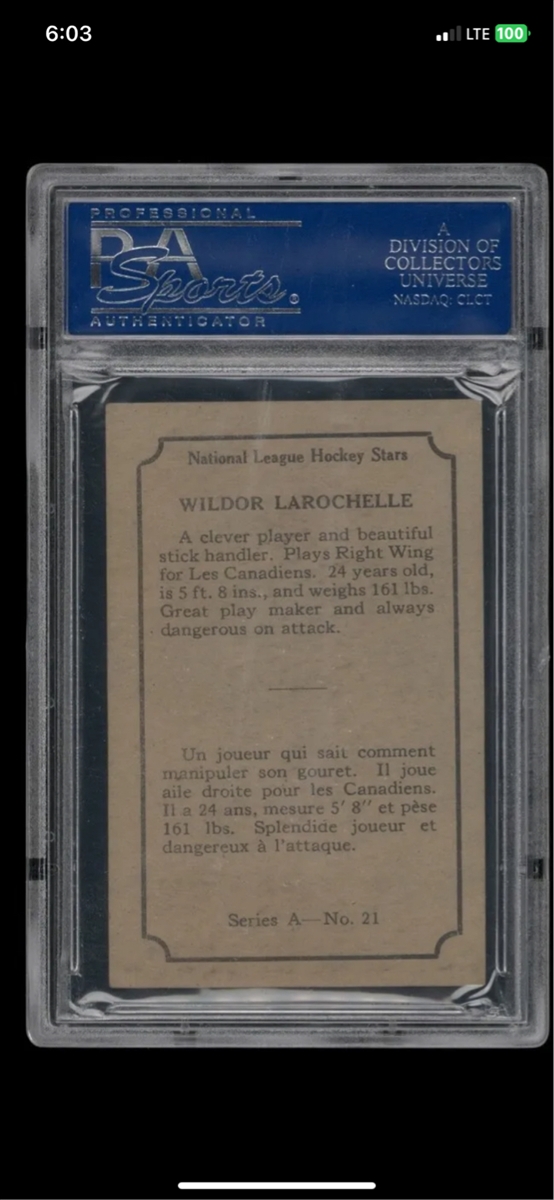 6:03
LTE 100
PROFESSIONAL
PSA
Sports®
AUTHENTICATOR
A
DIVISION OF
COLLECTORS
UNIVERSE
NASDAQ: CLCT
National League Hockey Stars
WILDOR LAROCHELLE
A clever player and beautiful
stick handler. Plays Right Wing
for Les Canadiens. 24 years old,
is 5 ft. 8 ins., and weighs 161 lbs.
Great play maker and always
dangerous on attack.
Un joueur qui sait comment
manipuler son gouret. Il joue
aile droite pour les Canadiens.
Il a 24 ans, mesure 5' 8" et pèse
161 lbs. Splendide joueur et
dangereux à l'attaque.
Series A—No. 21